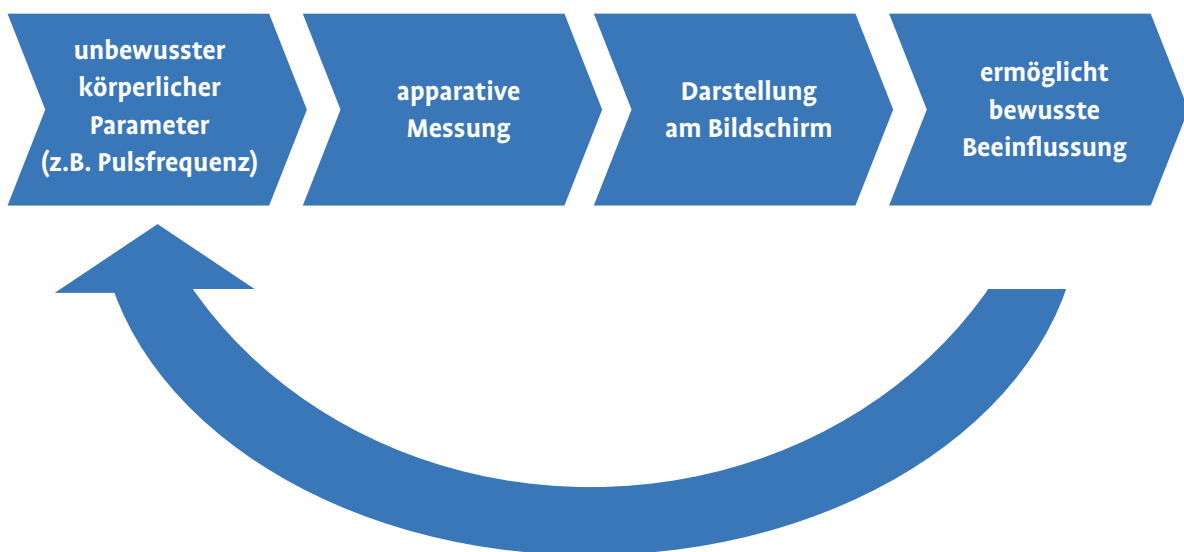 unbewusster
körperlicher
Parameter
(z.B. Pulsfrequenz)
apparative
Messung
Darstellung
am Bildschirm
ermöglicht
bewusste
Beeinflussung